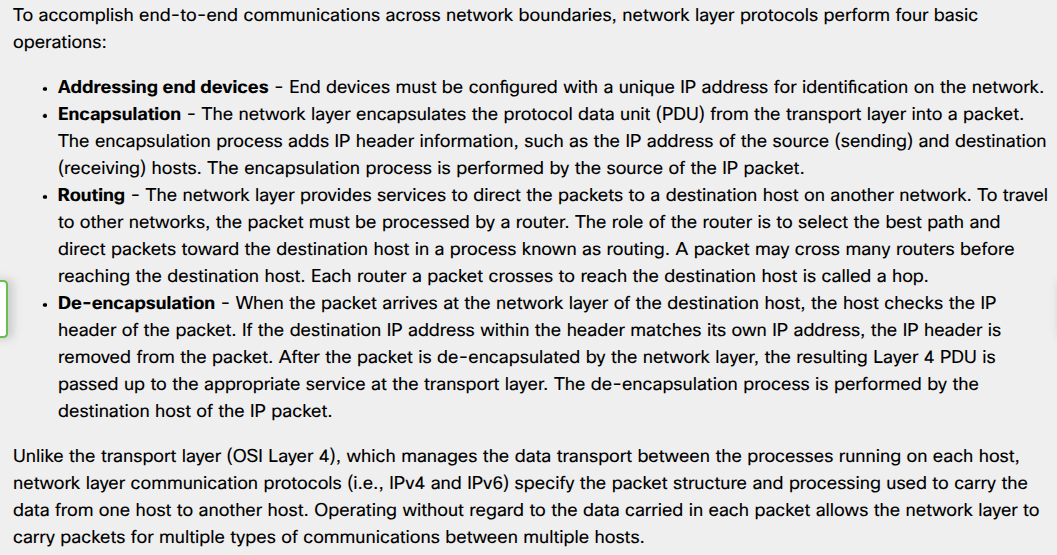 To accomplish end-to-end communications across network boundaries, network layer protocols perform four basic
operations:
• Addressing end devices - End devices must be configured with a unique IP address for identification on the network.
• Encapsulation - The network layer encapsulates the protocol data unit (PDU) from the transport layer into a packet.
The encapsulation process adds IP header information, such as the IP address of the source (sending) and destination
(receiving) hosts. The encapsulation process is performed by the source of the IP packet.
• Routing - The network layer provides services to direct the packets to a destination host on another network. To travel
to other networks, the packet must be processed by a router. The role of the router is to select the best path and
direct packets toward the destination host in a process known as routing. A packet may cross many routers before
reaching the destination host. Each router a packet crosses to reach the destination host is called a hop.
• De-encapsulation - When the packet arrives at the network layer of the destination host, the host checks the IP
header of the packet. If the destination IP address within the header matches its own IP address, the IP header is
removed from the packet. After the packet is de-encapsulated by the network layer, the resulting Layer 4 PDU is
passed up to the appropriate service at the transport layer. The de-encapsulation process is performed by the
destination host of the IP packet.
Unlike the transport layer (OSI Layer 4), which manages the data transport between the processes running on each host,
network layer communication protocols (i.e., IPv4 and IPv6) specify the packet structure and processing used to carry the
data from one host to another host. Operating without regard to the data carried in each packet allows the network layer to
carry packets for multiple types of communications between multiple hosts.